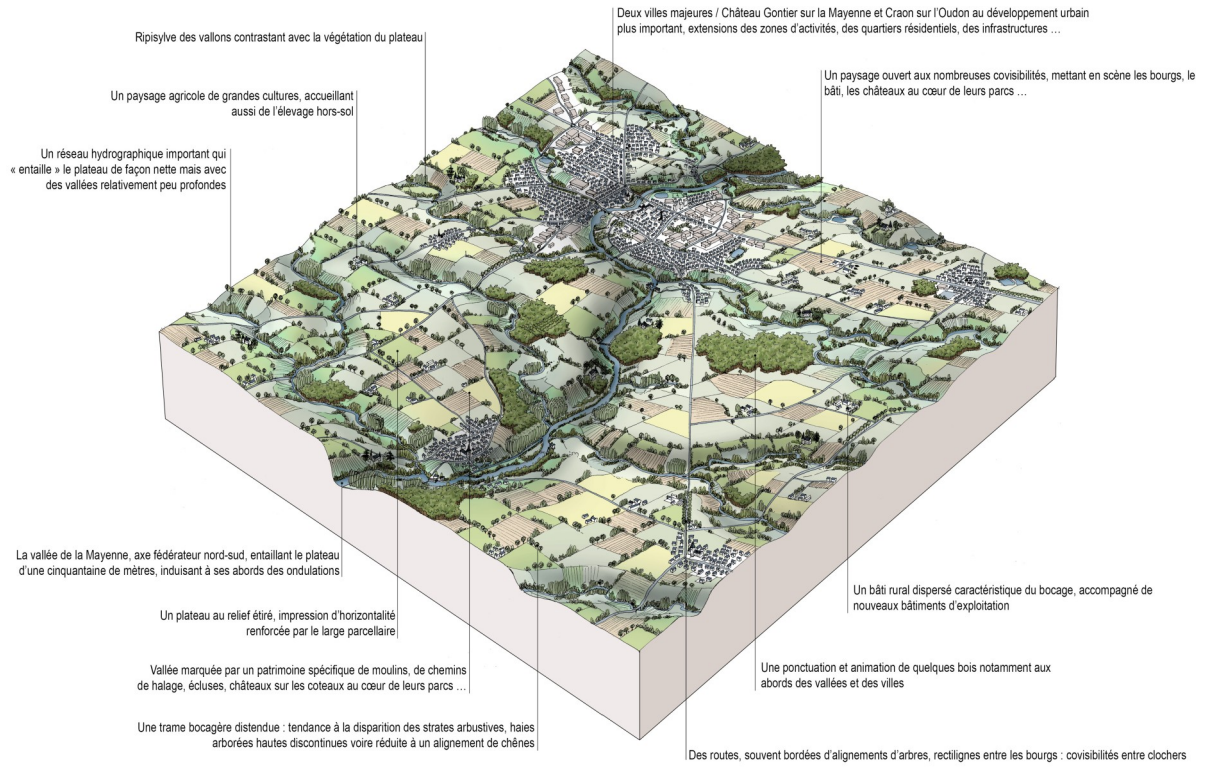 Deux villes majeures / Château Gontier sur la Mayenne et Craon sur l'Oudon au développement urbain
plus important, extensions des zones d'activités, des quartiers résidentiels, des infrastructures …
Ripisylve des vallons contrastant avec la végétation du plateau
Un paysage ouvert aux nombreuses covisibilités, mettant en scène les bourgs, le
bâti, les châteaux au cœur de leurs parcs …
Un paysage agricole de grandes cultures, accueillant
aussi de l'élevage hors-sol
Un réseau hydrographique important qui
« entaille » le plateau de façon nette mais avec
des vallées relativement peu profondes
La vallée de la Mayenne, axe fédérateur nord-sud, entaillant le plateau
d'une cinquantaine de mètres, induisant à ses abords des ondulations
Un plateau au relief étiré, impression d'horizontalité
renforcée par le large parcellaire
Vallée marquée par un patrimoine spécifique de moulins, de chemins
de halage, écluses, châteaux sur les coteaux au cœur de leurs parcs …
Une trame bocagère distendue : tendance à la disparition des strates arbustives, haies
arborées hautes discontinues voire réduite à un alignement de chênes
Un bâti rural dispersé caractéristique du bocage, accompagné de
nouveaux bâtiments d'exploitation
Une ponctuation et animation de quelques bois notamment aux
abords des vallées et des villes
Des routes, souvent bordées d'alignements d'arbres, rectilignes entre les bourgs : covisibilités entre clochers